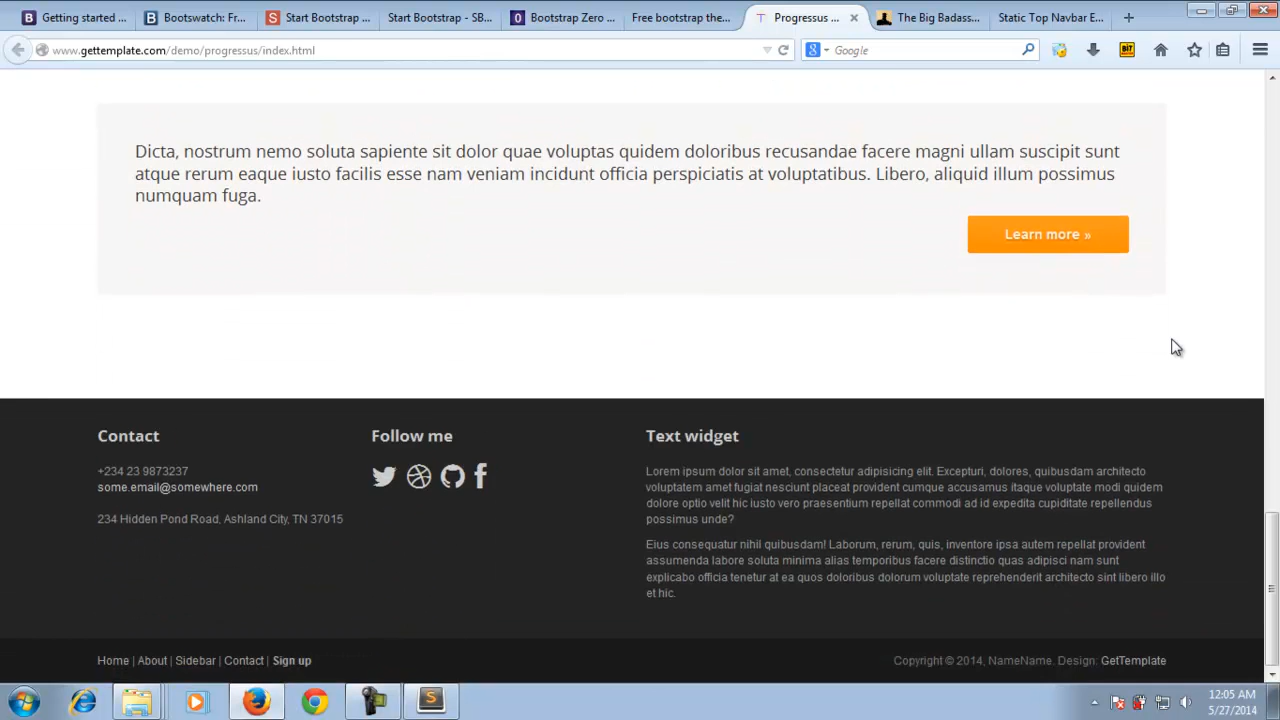 Getting started ...
Bootswatch: Fr...
Start Bootstrap ...
Start Bootstrap - SB...
Bootstrap Zero ...
Free bootstrap the...
Progressus ...
The Big Badass...
Static Top Navbar E...
www.gettemplate.com/demo/progressus/index.html
Google
Dicta, nostrum nemo soluta sapiente sit dolor quae voluptas quidem doloribus recusandae facere magni ullam suscipit sunt
atque rerum eaque iusto facilis esse nam veniam incidunt officia perspiciatis at voluptatibus. Libero, aliquid illum possimus
numquam fuga.
Learn more »
Contact
+234 23 9873237
some.email@somewhere.com
234 Hidden Pond Road, Ashland City, TN 37015
Follow me
Text widget
Lorem ipsum dolor sit amet, consectetur adipisicing elit. Excepturi, dolores, quibusdam architecto
voluptatem amet fugiat nesciunt placeat provident cumque accusamus itaque voluptate modi quidem
dolore optio velit hic iusto vero praesentium repellat commodi ad id expedita cupiditate repellendus
possimus unde?
Eius consequatur nihil quibusdam! Laborum, rerum, quis, inventore ipsa autem repellat provident
assumenda labore soluta minima alias temporibus facere distinctio quas adipisci nam sunt
explicabo officia tenetur at ea quos doloribus dolorum voluptate reprehenderit architecto sint libero illo
et hic.
Home | About | Sidebar | Contact | Sign up
Copyright © 2014, NameName. Design: GetTemplate
12:05 AM
5/27/2014